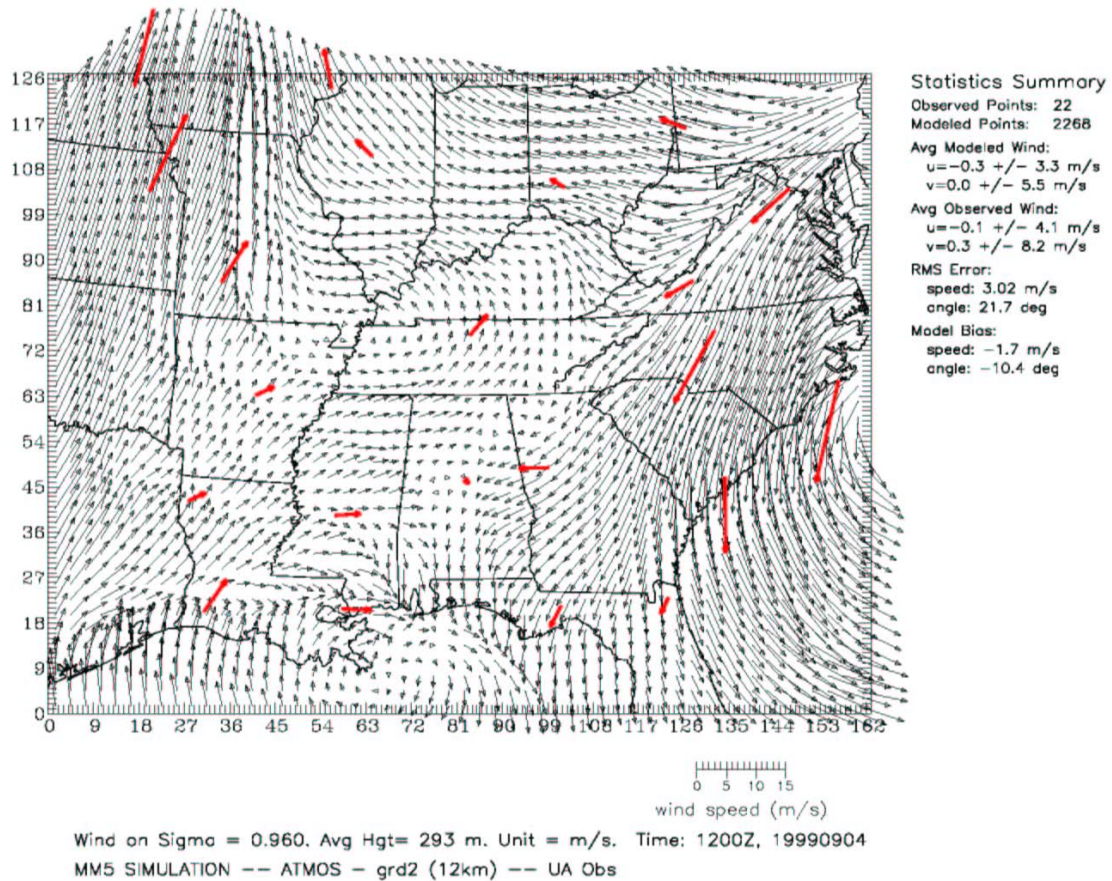 126
117
108
99
90
81
72
63
54
45
36
27
18
9
0
0 9 18 27 36 45 54 63 72 81 90 99 108 117 126 135 144 153 162
Statistics Summary
Observed Points: 22
Modeled Points: 2268
Avg Modeled Wind:
u=-0.3 +/- 3.3 m/s
v=0.0 +/- 5.5 m/s
Avg Observed Wind:
u=-0.1 +/- 4.1 m/s
v=0.3 +/- 8.2 m/s
RMS Error:
speed: 3.02 m/s
angle: 21.7 deg
Model Bias:
speed: -1.7 m/s
angle: -10.4 deg
0 5 10 15
wind speed (m/s)
Wind on Sigma = 0.960. Avg Hgt= 293 m. Unit = m/s. Time: 1200Z, 19990904
MM5 SIMULATION -- ATMOS - grd2 (12km) -- UA Obs